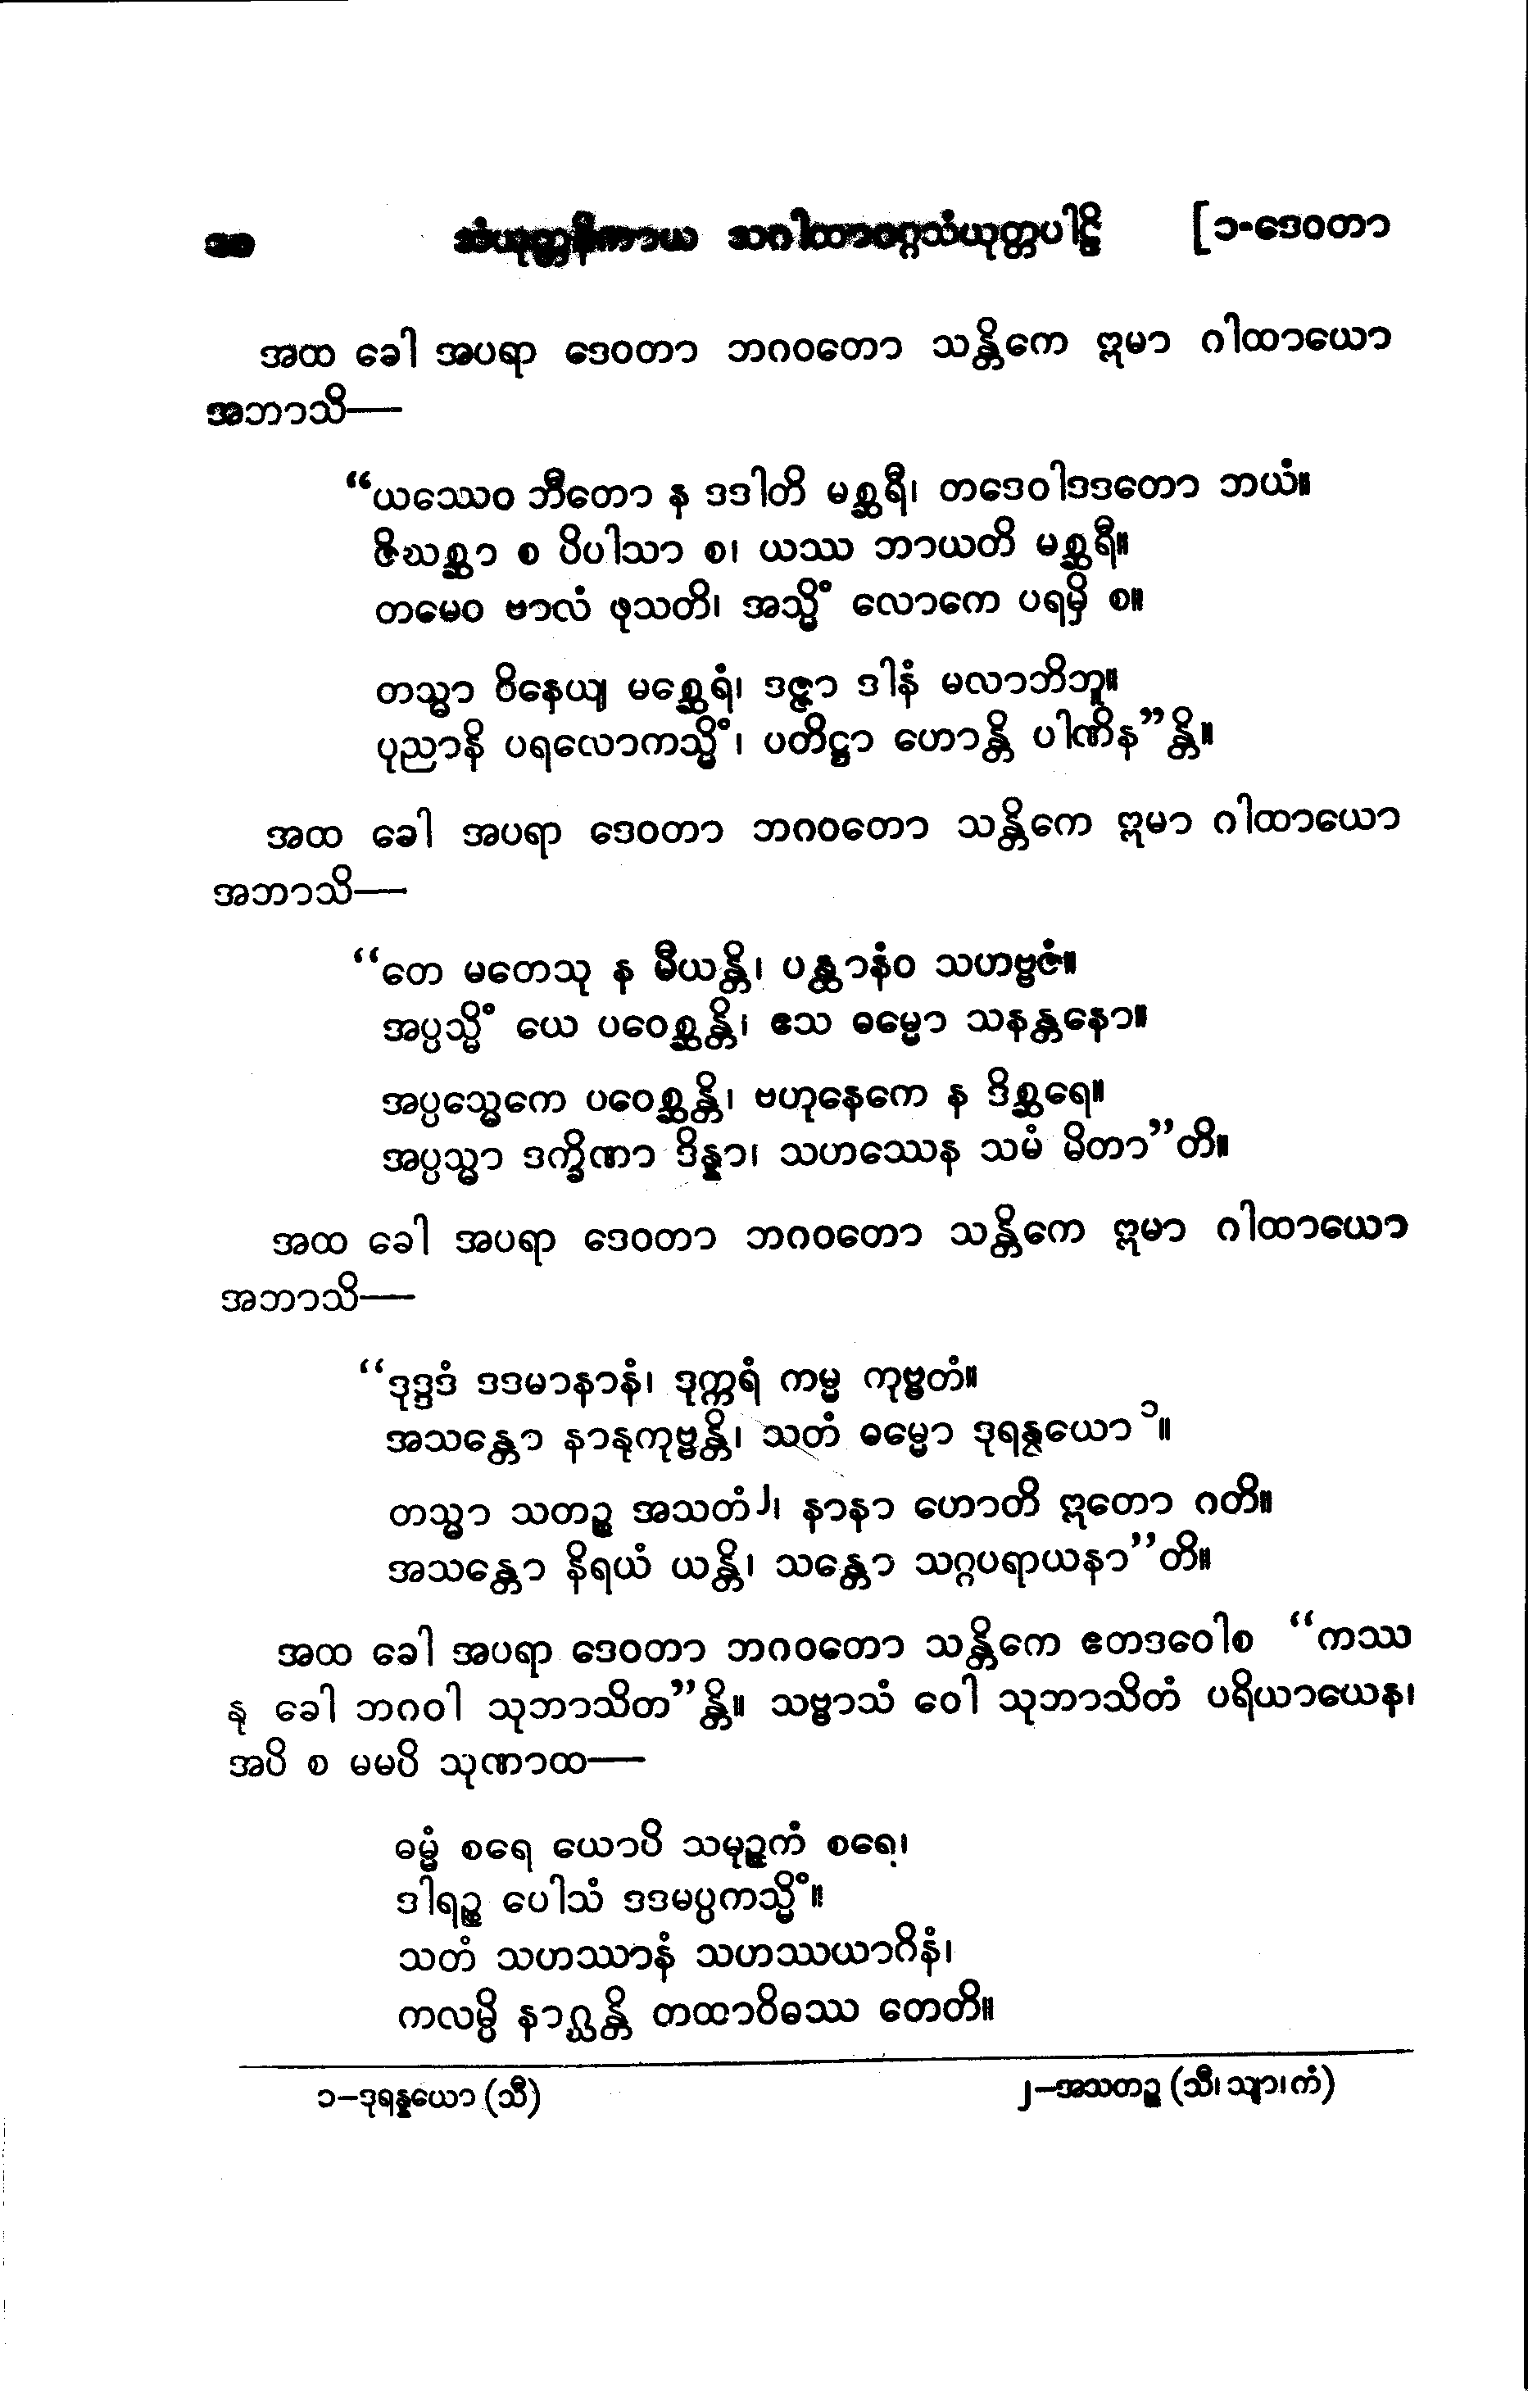 သံယုတ္တနိကာယ သဂါထာဝဂ္ဂသံယုတ္တပါဠိ [၁-ဒေဝတာ
အထ ခေါ အပရာ ဒေဝတာ ဘဂဝတော သန္တိကေ ဣမာ ဂါထာယော
အဘာသိ—
“ယဿေဝ ဘီတော န ဒဒါတိ မစ္ဆရီ၊ တဒေဝါဒဒတော ဘယံ။
ဇိဃစ္ဆာ စ ပိပါသာ စ၊ ယဿ ဘာယတိ မစ္ဆရီ။
တမေဝ ဗာလံ ဖုသတိ၊ အသ္မိံ လောကေ ပရမှိ စ။
တသ္မာ ဝိနေယျ မစ္ဆေရံ၊ ဒဇ္ဇာ ဒါနံ မလာဘိဘူ။
ပုညာနိ ပရလောကသ္မိံ၊ ပတိဋ္ဌာ ဟောန္တိ ပါဏိန”န္တိ။
အထ ခေါ အပရာ ဒေဝတာ ဘဂဝတော သန္တိကေ ဣမာ ဂါထာယော
အဘာသိ—
“တေ မတေသု န မီယန္တိ၊ ပန္ထာနံဝ သဟဗ္ဗဇံ။
အပ္ပသ္မိံ ယေ ပဝေစ္ဆန္တိ၊ ဧသ ဓမ္မော သနန္တနော။
အပ္ပသ္မေကေ ပဝေစ္ဆန္တိ၊ ဗဟုနေကေ န ဒိစ္ဆရေ။
အပ္ပသ္မာ ဒက္ခိဏာ ဒိန္နာ၊ သဟဿေန သမံ မိတာ”တိ။
အထ ခေါ အပရာ ဒေဝတာ ဘဂဝတော သန္တိကေ ဣမာ ဂါထာယော
အဘာသိ—
“ဒုဒ္ဒဒံ ဒဒမာနာနံ၊ ဒုက္ကရံ ကမ္မ ကုဗ္ဗတံ။
အသန္တော နာနုကုဗ္ဗန္တိ၊ သတံ ဓမ္မော ဒုရန္వယော၁။
တသ္မာ သတဉ္စ အသတံ၂၊ နာနာ ဟောတိ ဣတော ဂတိ။
အသန္တော နိရယံ ယန္တိ၊ သန္တော သဂ္ဂပရာယနာ”တိ။
အထ ခေါ အပရာ ဒေဝတာ ဘဂဝတော သန္တိကေ ဧတဒဝေါစ “ကဿ
နု ခေါ ဘဂဝါ သုဘာသိတ”န္တိ။ သဗ္ဗာသံ ဝေါ သုဘာသိတံ ပရိယာယေန၊
အပိ စ မမပိ သုဏာထ—
ဓမ္မံ စရေ ယောပိ သမုဉ္ဆကံ စရေ၊
ဒါရဉ္စ ပေါသံ ဒဒမပ္ပကသ္မိံ။
သတံ သဟဿာနံ သဟဿယာဂိနံ၊
ကလမ္ပိ နာဂ္ဃန္တိ တထာဝိဓဿ တေတိ။
၁–ဒုရန္နယော (သီ) ၂–အသတဉ္စ (သီ၊ သျာ၊ ကံ)